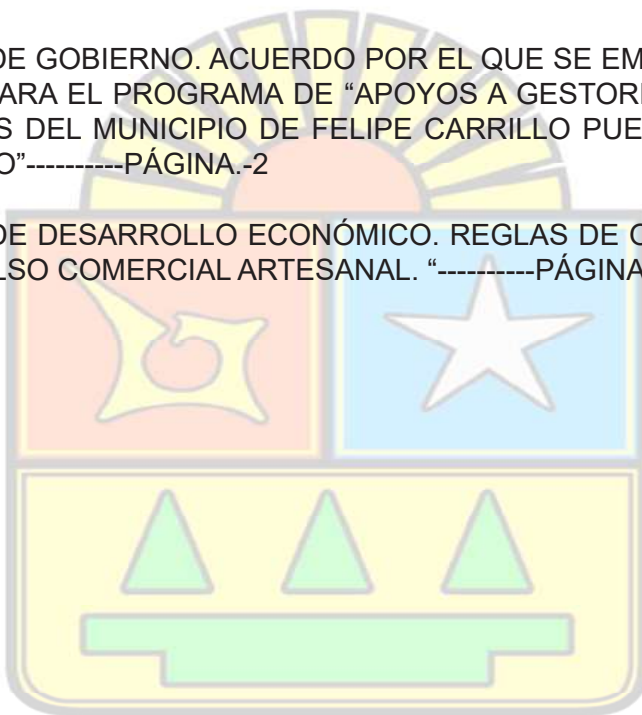 DE GOBIERNO. ACUERDO POR EL QUE SE EM
ARA EL PROGRAMA DE “APOYOS A GESTORI
S DEL MUNICIPIO DE FELIPE CARRILLO PUE
O”----------PÁGINA.-2
DE DESARROLLO ECONÓMICO. REGLAS DE O
LSO COMERCIAL ARTESANAL. “----------PÁGINA